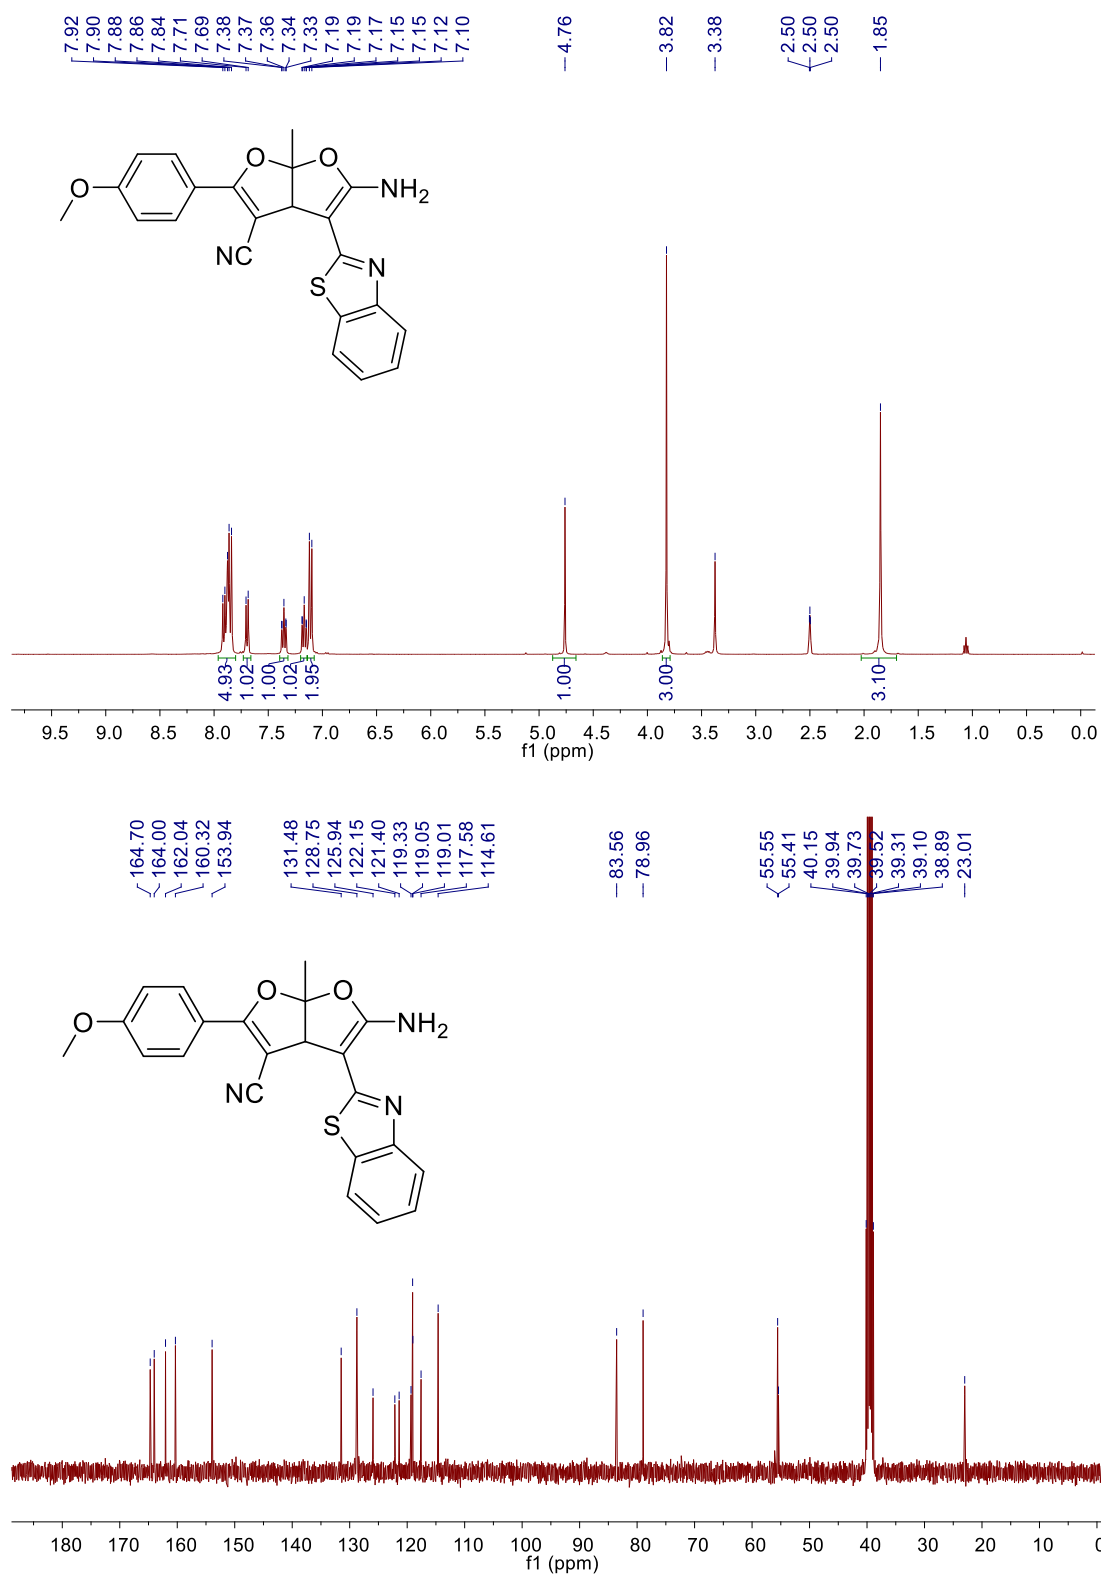 7.92 7.90 7.88 7.86 7.84 7.71 7.69 7.38 7.37 7.36 7.34 7.33 7.19 7.19 7.17 7.15 7.15 7.12 7.10 4.76 3.82 3.38 2.50 2.50 2.50 1.85
O O
O NH2
NC N
S
4.93 1.02 1.00 1.02 1.95 1.00 3.00 3.10
9.5 9.0 8.5 8.0 7.5 7.0 6.5 6.0 5.5 5.0 4.5 4.0 3.5 3.0 2.5 2.0 1.5 1.0 0.5 0.0
f1 (ppm)
164.70 164.00 162.04 160.32 153.94 131.48 128.75 125.94 122.15 121.40 119.33 119.05 119.01 117.58 114.61 83.56 78.96 55.55 55.41 40.15 39.94 39.73 39.52 39.31 39.10 38.89 23.01
O O
O NH2
NC N
S
180 170 160 150 140 130 120 110 100 90 80 70 60 50 40 30 20 10 0
f1 (ppm)